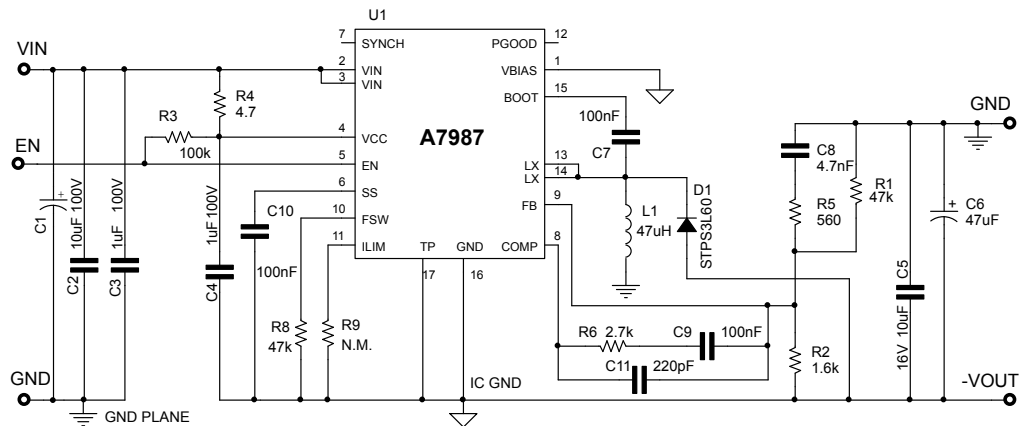 U1
A7987
7
SYNCH
2
VIN
3
VIN
4
VCC
5
EN
6
SS
10
FSW
11
ILIM
TP
17
GND
16
12
PGOOD
1
VBIAS
15
BOOT
13
LX
14
LX
9
FB
8
COMP
VIN
EN
GND
GND PLANE
R4
4.7
R3
100k
C1
10uF 100V
C2
1uF 100V
C3
1uF 100V
C4
C10
100nF
R8
47k
R9
N.M.
IC GND
100nF
C7
L1
47uH
D1
STPS3L60
R6 2.7k
C9
100nF
C11
220pF
C8
4.7nF
R5
560
R1
47k
R2
1.6k
C5
16V 10uF
+
C6
47uF
+
GND
-VOUT